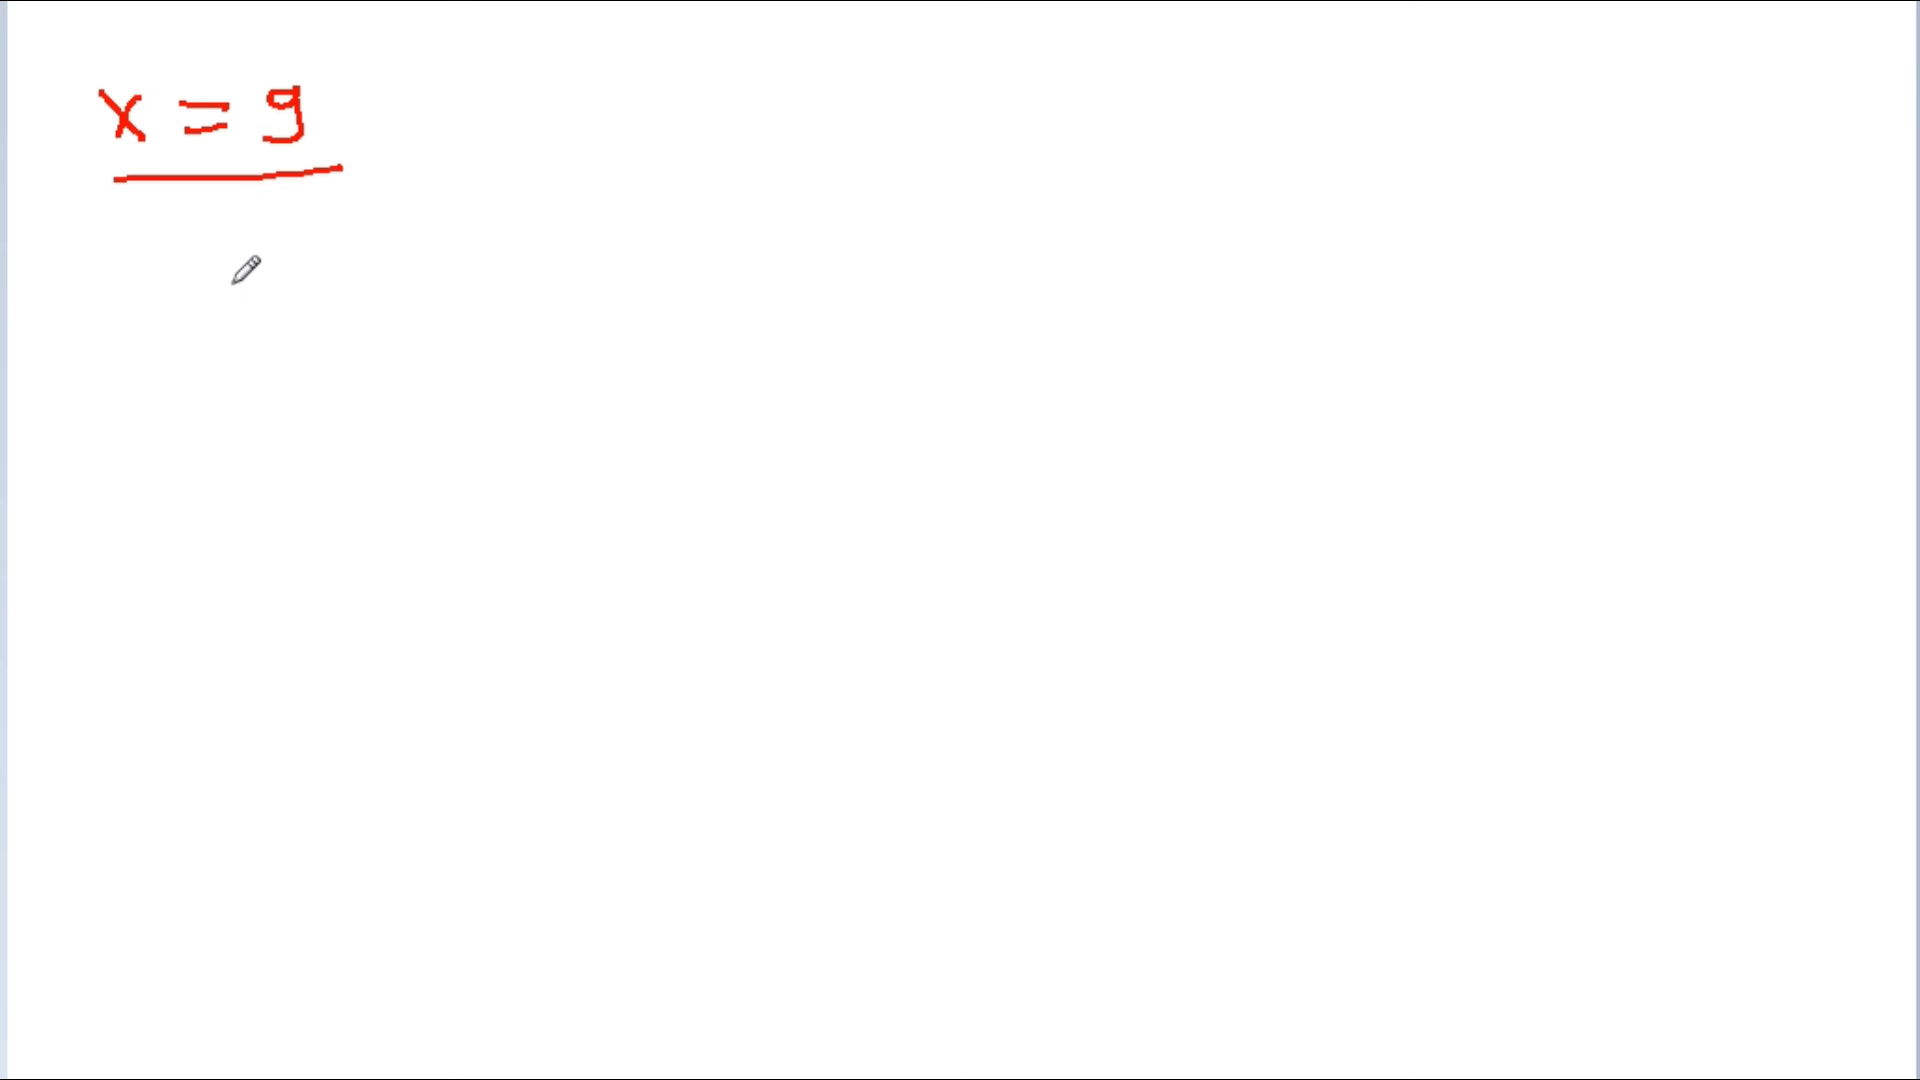 x = 9